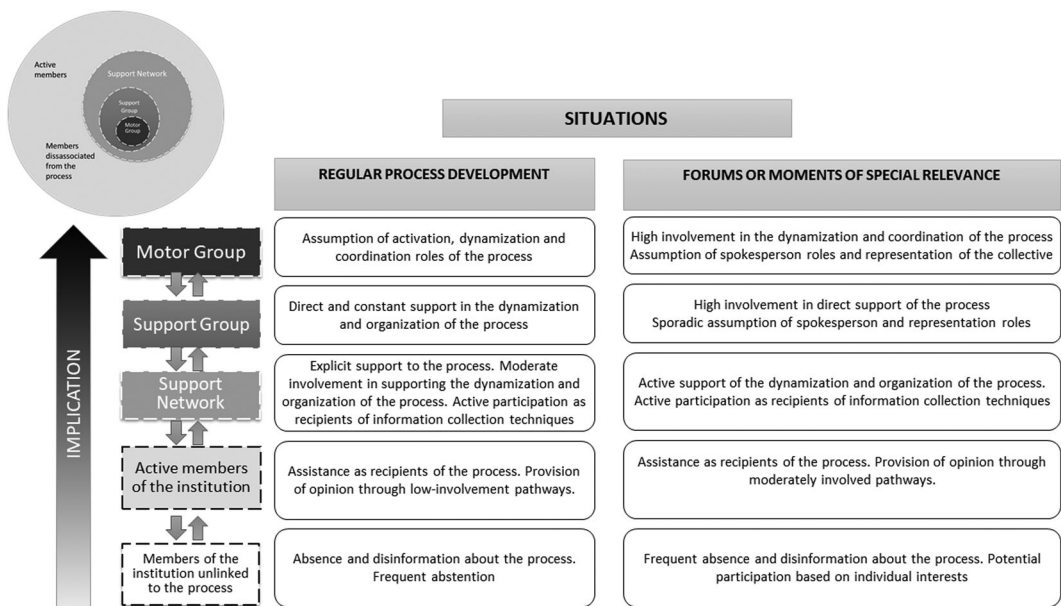 Active
members
Support Network
Support
Group
Motor
Group
Members
dissassociated
from the
process
SITUATIONS
REGULAR PROCESS DEVELOPMENT
FORUMS OR MOMENTS OF SPECIAL RELEVANCE
IMPLICATION
Motor Group
Assumption of activation, dynamization and
coordination roles of the process
High involvement in the dynamization and coordination of the process
Assumption of spokesperson roles and representation of the collective
Support Group
Direct and constant support in the dynamization
and organization of the process
High involvement in direct support of the process
Sporadic assumption of spokesperson and representation roles
Support
Network
Explicit support to the process. Moderate
involvement in supporting the dynamization and
organization of the process. Active participation as
recipients of information collection techniques
Active support of the dynamization and organization of the process.
Active participation as recipients of information collection techniques
Active members
of the institution
Assistance as recipients of the process. Provision
of opinion through low-involvement pathways.
Assistance as recipients of the process. Provision of opinion through
moderately involved pathways.
Members of the
institution unlinked
to the process
Absence and disinformation about the process.
Frequent abstention
Frequent absence and disinformation about the process. Potential
participation based on individual interests